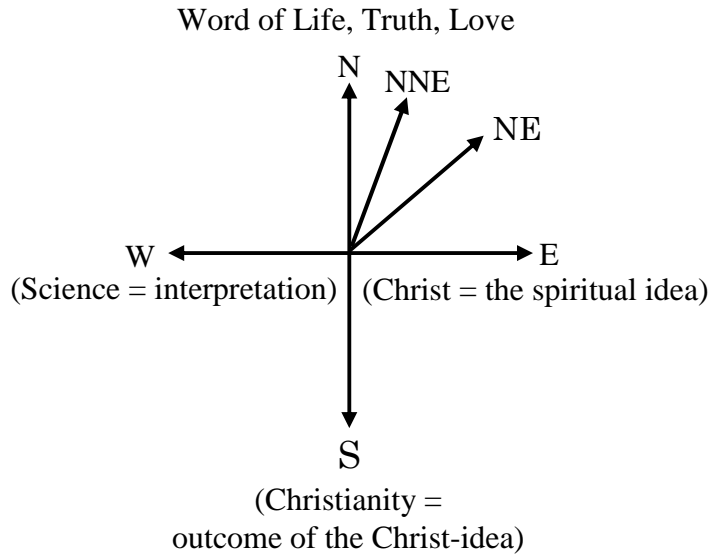 Word of Life, Truth, Love
N
NNE
NE
W
E
(Science = interpretation)
(Christ = the spiritual idea)
S
(Christianity =
outcome of the Christ-idea)